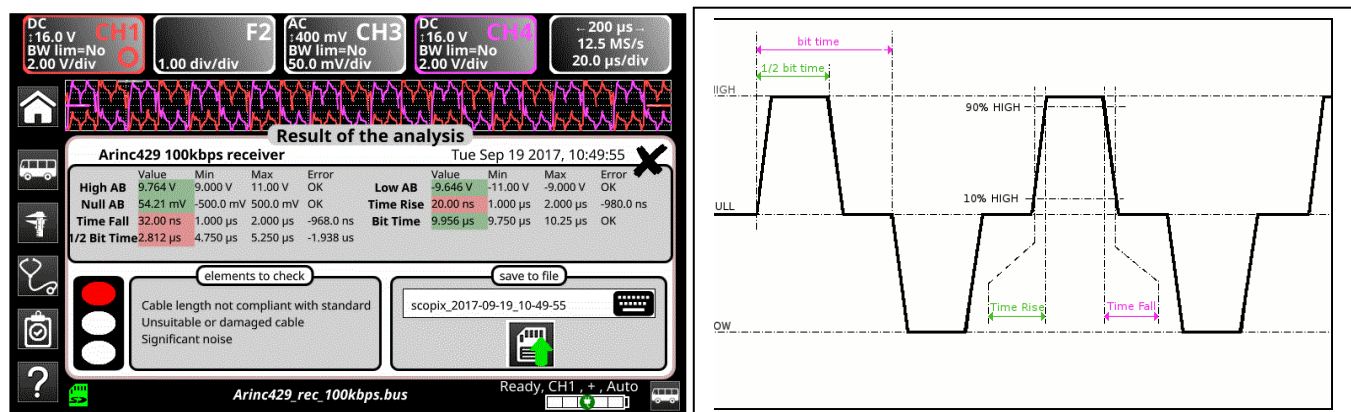 DC
↕16.0 V
CH1
BW lim=No
2.00 V/div
F2
1.00 div/div
AC
↕400 mV
CH3
BW lim=No
50.0 mV/div
DC
↕16.0 V
CH4
BW lim=No
2.00 V/div
←200 µs→
12.5 MS/s
20.0 µs/div
Result of the analysis
Arinc429 100kbps receiver
Tue Sep 19 2017, 10:49:55
Value Min Max Error Value Min Max Error
High AB 9.764 V 9.000 V 11.00 V OK Low AB -9.646 V -11.00 V -9.000 V OK
Null AB 54.21 mV -500.0 mV 500.0 mV OK Time Rise 20.00 ns 1.000 µs 2.000 µs -980.0 ns
Time Fall 32.00 ns 1.000 µs 2.000 µs -968.0 ns Bit Time 9.956 µs 9.750 µs 10.25 µs OK
1/2 Bit Time 2.812 µs 4.750 µs 5.250 µs -1.938 us
elements to check
Cable length not compliant with standard
Unsuitable or damaged cable
Significant noise
save to file
scopix_2017-09-19_10-49-55
?
SD
Arinc429_rec_100kbps.bus
Ready, CH1 , + , Auto
bit time
1/2 bit time
IIGH
90% HIGH
10% HIGH
ULL
Time Rise
Time Fall
OW